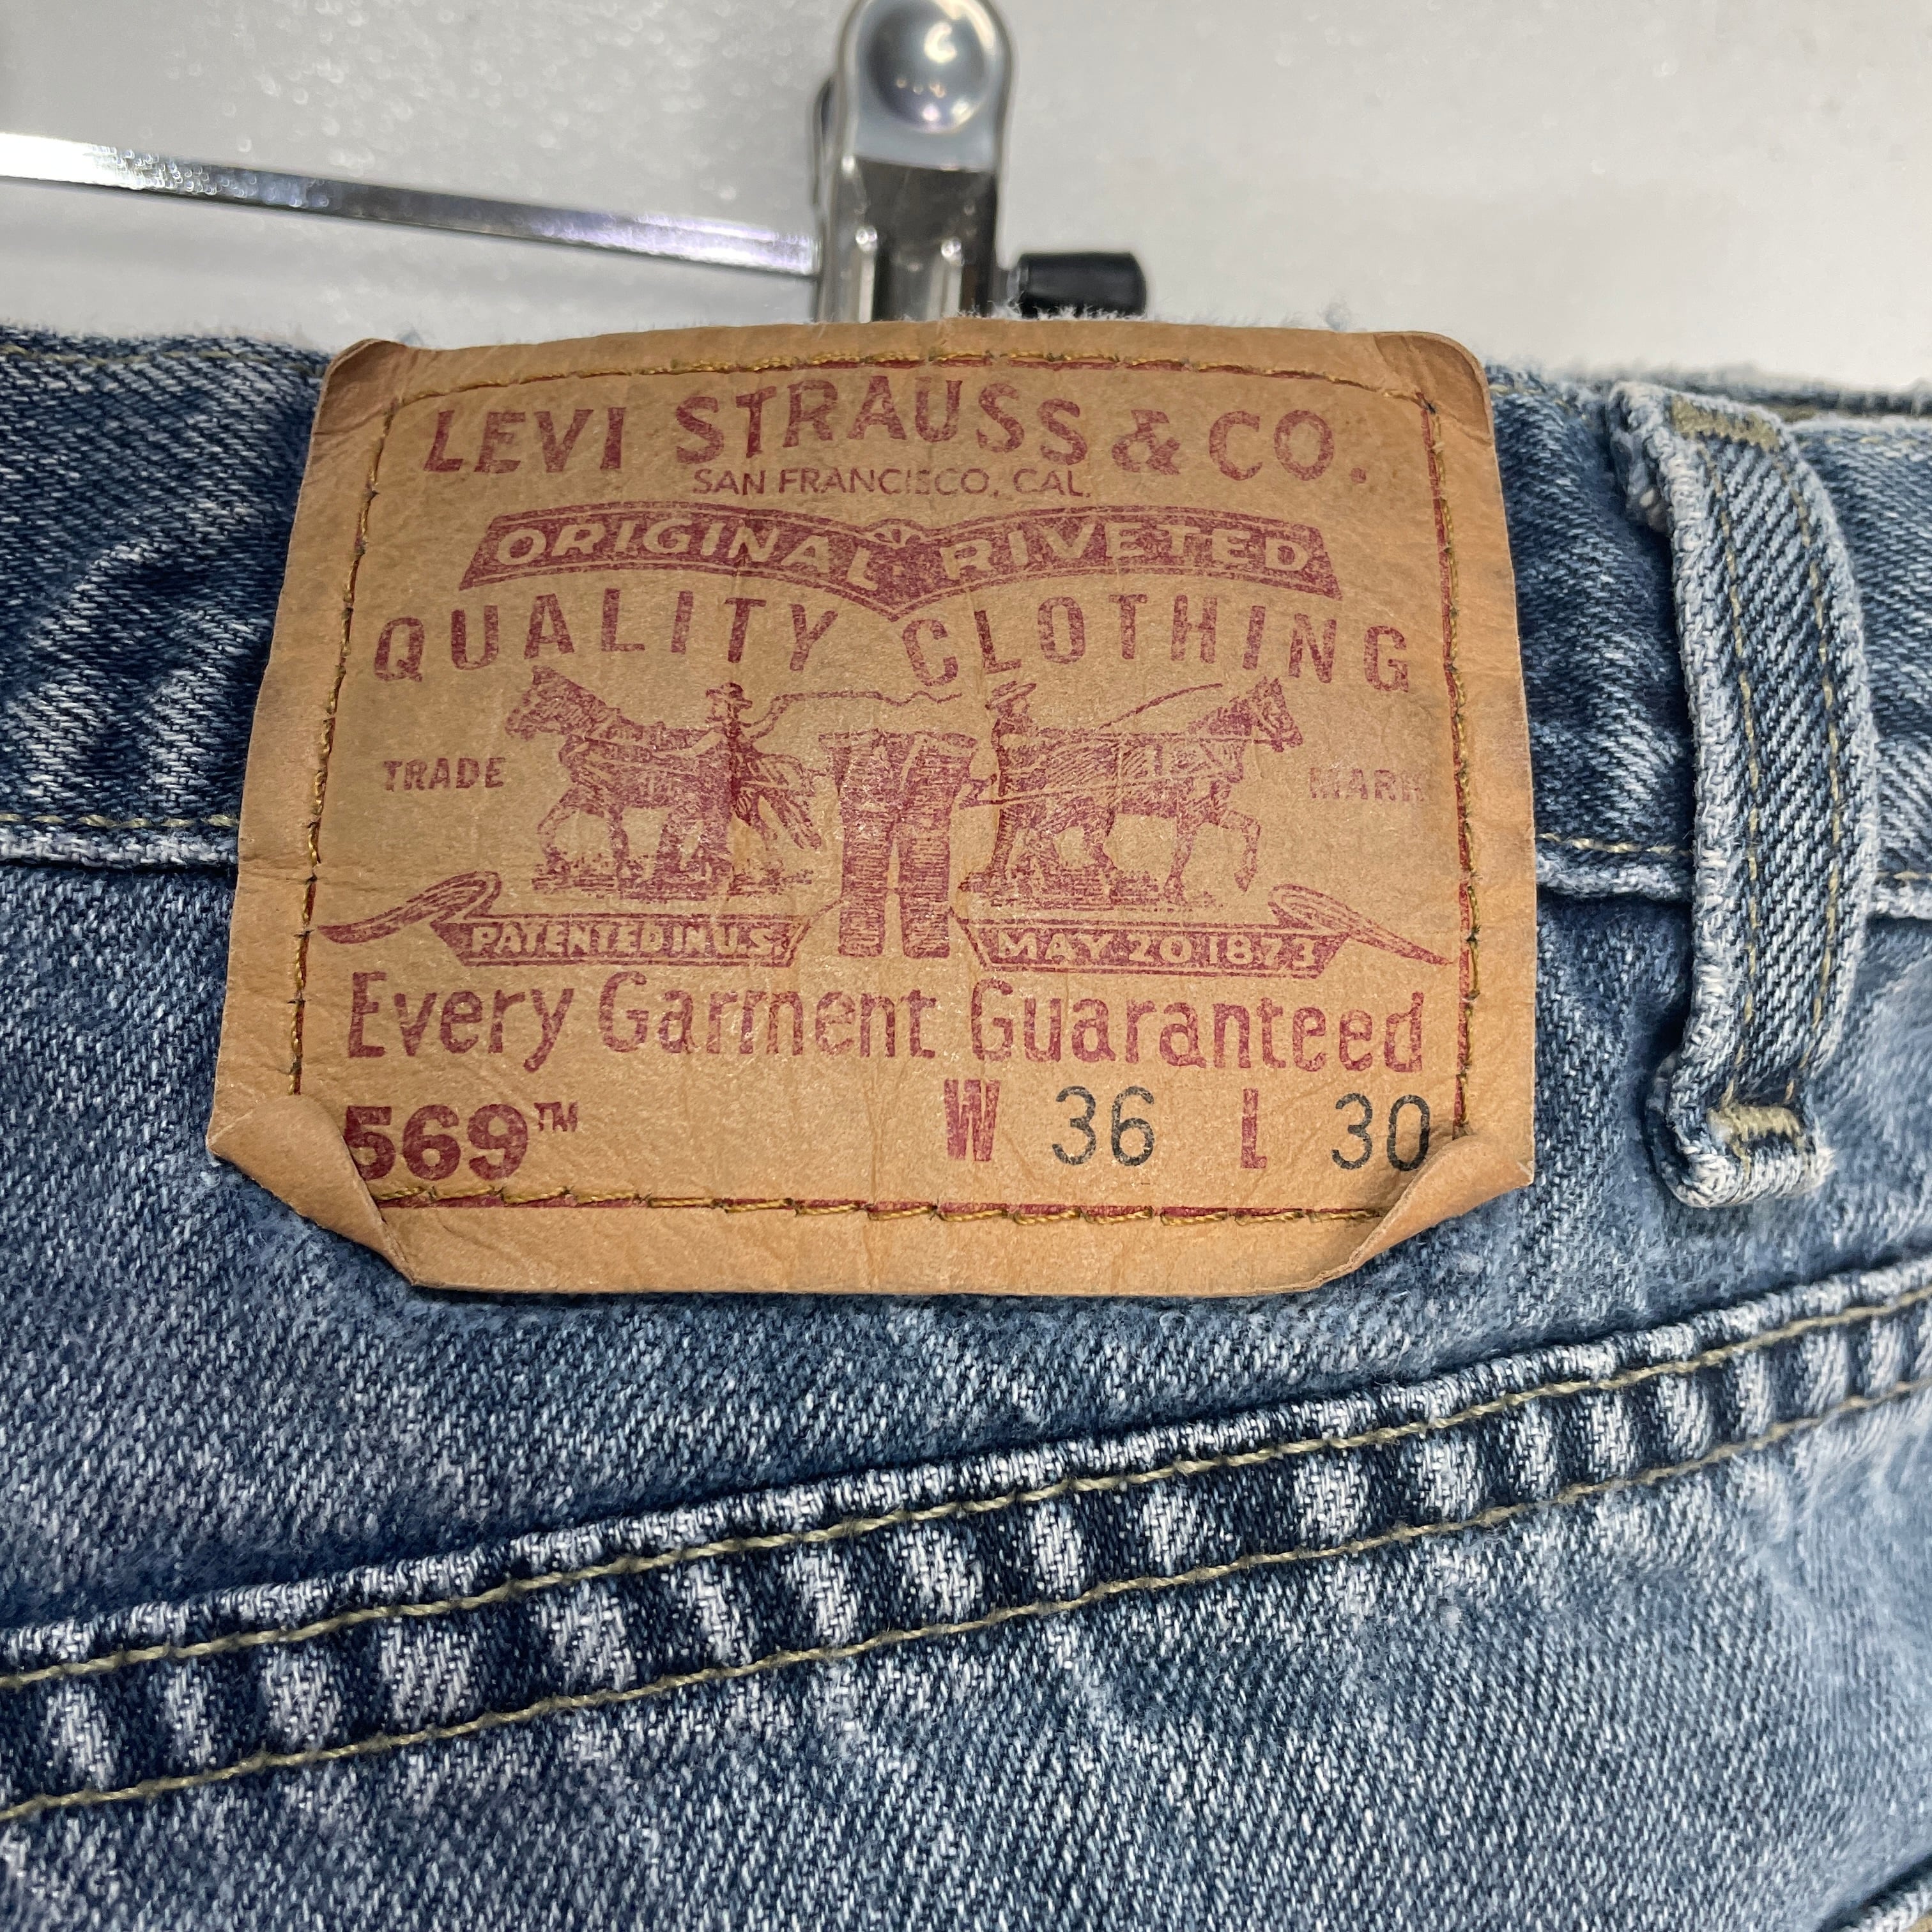 LEVI STRAUSS & CO.
SAN FRANCISCO, CAL.
ORIGINAL RIVETED
QUALITY CLOTHING
TRADE MARK
PATENTED IN U.S. MAY 20 1873
Every Garment Guaranteed
569™ W 36 L 30